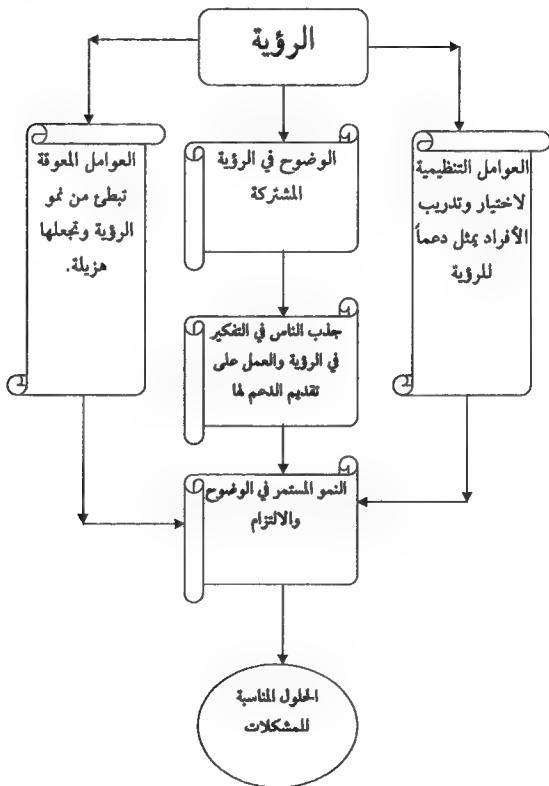 الرؤية
العوامل التنظيمية
لاختيار وتدريب
الأفراد يمثل دعماً
للرؤية
الوضوح في الرؤية
المشتركة
العوامل المعوقة
تبطئ من نمو
الرؤية وتجعلها
هزيلة.
جذب الناس في التفكير
في الرؤية والعمل على
تقديم الدعم لها
النمو المستمر في الوضوح
والالتزام
الحلول المناسبة
للمشكلات